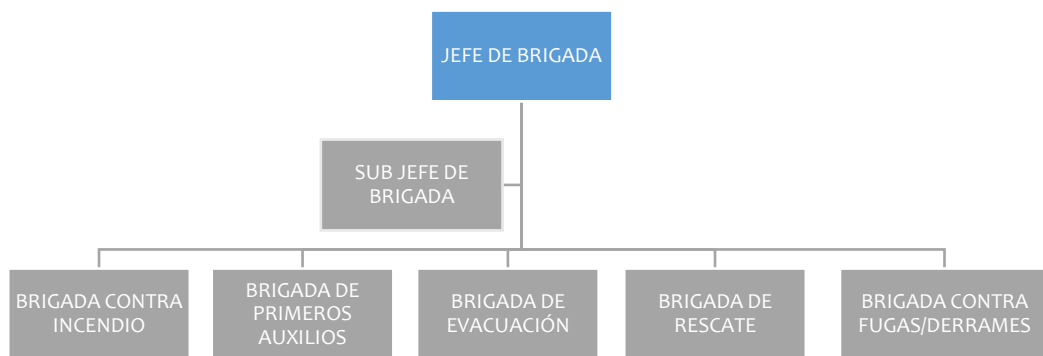 JEFE DE BRIGADA
SUB JEFE DE
BRIGADA
BRIGADA CONTRA
INCENDIO
BRIGADA DE
PRIMEROS
AUXILIOS
BRIGADA DE
EVACUACIÓN
BRIGADA DE
RESCATE
BRIGADA CONTRA
FUGAS/DERRAMES